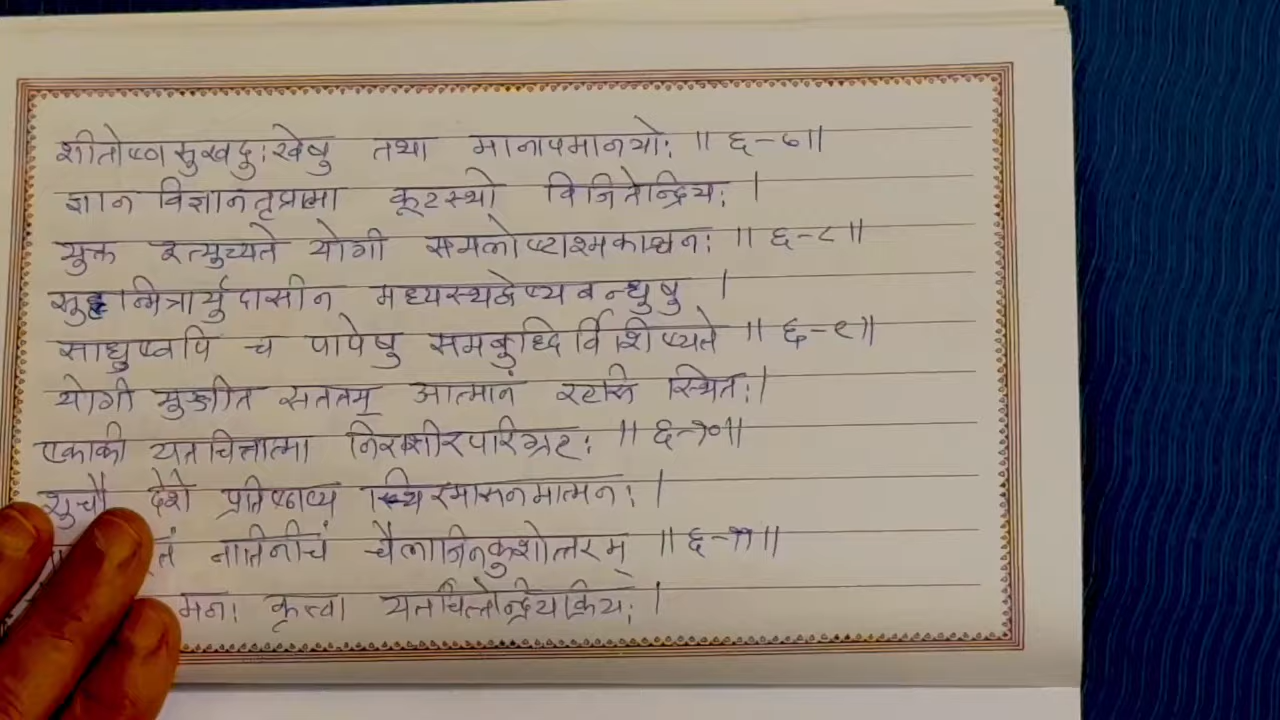 शीतोष्णसुखदुःखेषु तथा मानापमानयोः ॥ ६-७॥
ज्ञान विज्ञानतृप्तात्मा कूटस्थो विजितेन्द्रियः ।
युक्त इत्युच्यते योगी समलोष्टाश्मकाञ्चनः ॥ ६-८॥
सुहृन्मित्रार्युदासीन मध्यस्थद्वेष्यबन्धुषु ।
साधुष्वपि च पापेषु समबुद्धिर्विशिष्यते ॥ ६-९॥
योगी युञ्जीत सततम् आत्मानं रहसि स्थितः।
एकाकी यतचित्तात्मा निराशीरपरिग्रहः ॥ ६-१०॥
शुचौ देशे प्रतिष्ठाप्य स्थिरमासनमात्मनः ।
नातिनीचं चैलाजिनकुशोत्तरम् ॥ ६-११॥
मनः कृत्वा यतचित्तेन्द्रियक्रियः ।